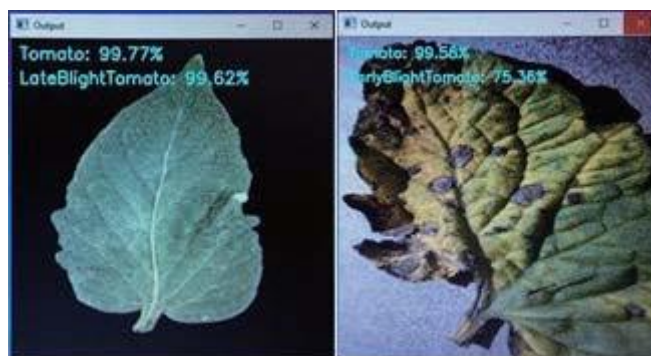 Output
Tomato: 99.77%
LateBlightTomato: 99.62%
Output
Tomato: 99.56%
EarlyBlightTomato: 75.36%